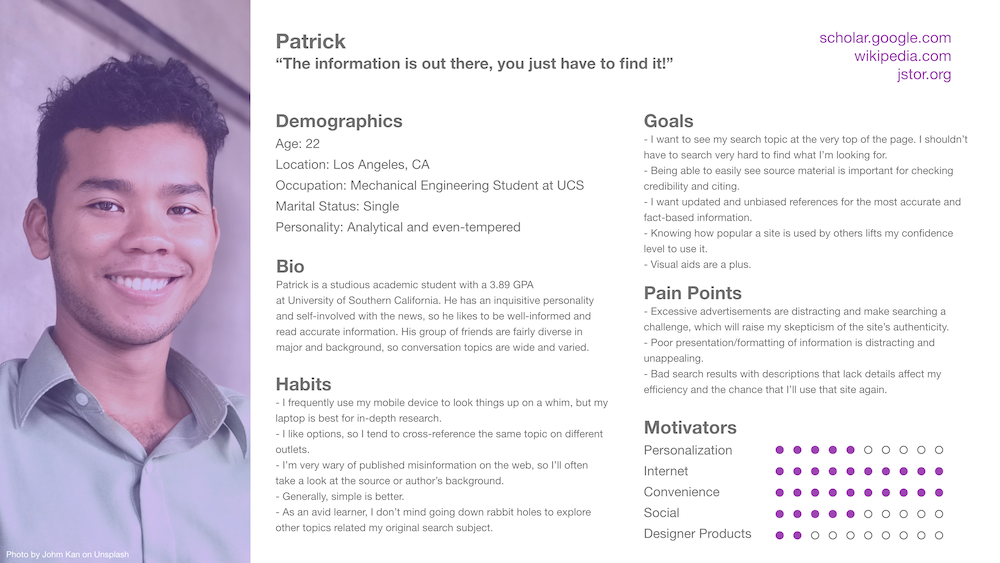 Patrick
“The information is out there, you just have to find it!”
scholar.google.com
wikipedia.com
jstor.org
Demographics
Age: 22
Location: Los Angeles, CA
Occupation: Mechanical Engineering Student at UCS
Marital Status: Single
Personality: Analytical and even-tempered
Bio
Patrick is a studious academic student with a 3.89 GPA
at University of Southern California. He has an inquisitive personality
and self-involved with the news, so he likes to be well-informed and
read accurate information. His group of friends are fairly diverse in
major and background, so conversation topics are wide and varied.
Habits
- I frequently use my mobile device to look things up on a whim, but my
laptop is best for in-depth research.
- I like options, so I tend to cross-reference the same topic on different
outlets.
- I’m very wary of published misinformation on the web, so I’ll often
take a look at the source or author’s background.
- Generally, simple is better.
- As an avid learner, I don’t mind going down rabbit holes to explore
other topics related my original search subject.
Goals
- I want to see my search topic at the very top of the page. I shouldn’t
have to search very hard to find what I’m looking for.
- Being able to easily see source material is important for checking
credibility and citing.
- I want updated and unbiased references for the most accurate and
fact-based information.
- Knowing how popular a site is used by others lifts my confidence
level to use it.
- Visual aids are a plus.
Pain Points
- Excessive advertisements are distracting and make searching a
challenge, which will raise my skepticism of the site’s authenticity.
- Poor presentation/formatting of information is distracting and
unappealing.
- Bad search results with descriptions that lack details affect my
efficiency and the chance that I’ll use that site again.
Motivators
Personalization
Internet
Convenience
Social
Designer Products
Photo by Johm Kan on Unsplash